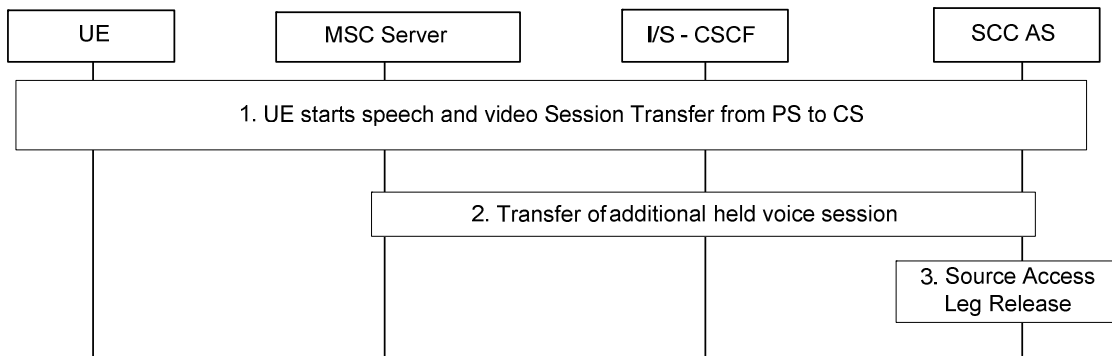 UE
MSC Server
I/S - CSCF
SCC AS
1. UE starts speech and video Session Transfer from PS to CS
2. Transfer of additional held voice session
3. Source Access
Leg Release